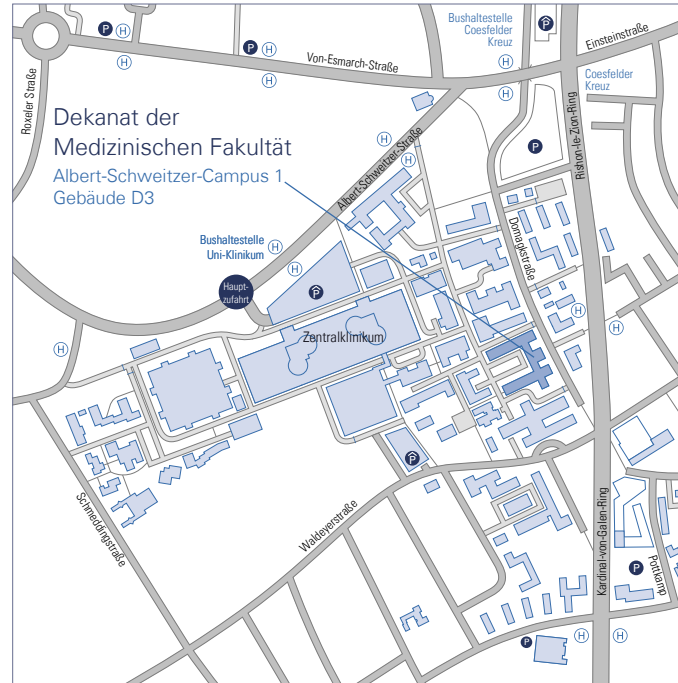 P
H
H
P
H
H
Von-Esmarch-Straße
Bushaltestelle
Coesfelder
Kreuz
P
Einsteinstraße
H
H
Coesfelder
Kreuz
Roxeler Straße
Dekanat der
Medizinischen Fakultät
Albert-Schweitzer-Campus 1
Gebäude D3
H
H
Albert-Schweitzer-Straße
P
Rishon-le-Zion-Ring
Domagkstraße
Bushaltestelle
Uni-Klinikum
H
H
Haupt-
zufahrt
P
H
H
H
Zentralklinikum
P
Schmeddingstraße
Waldeyerstraße
Kardinal-von-Galen-Ring
P
Pottkamp
P
H
H